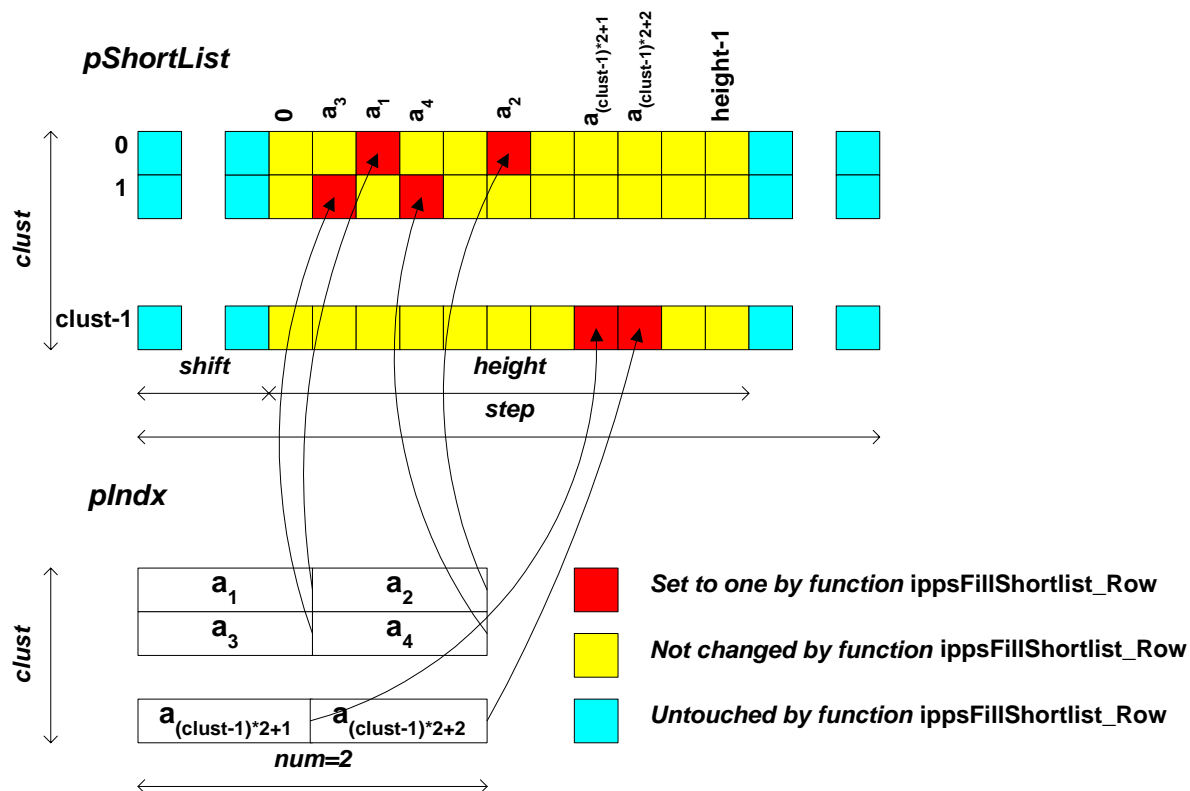 pShortList
0
a3
a1
a4
a2
a(clust-1)*2+1
a(clust-1)*2+2
height-1
0
1
clust
clust-1
shift
height
step
pIndx
clust
a1 a2
a3 a4
a(clust-1)*2+1 a(clust-1)*2+2
num=2
Set to one by function ippsFillShortlist_Row
Not changed by function ippsFillShortlist_Row
Untouched by function ippsFillShortlist_Row